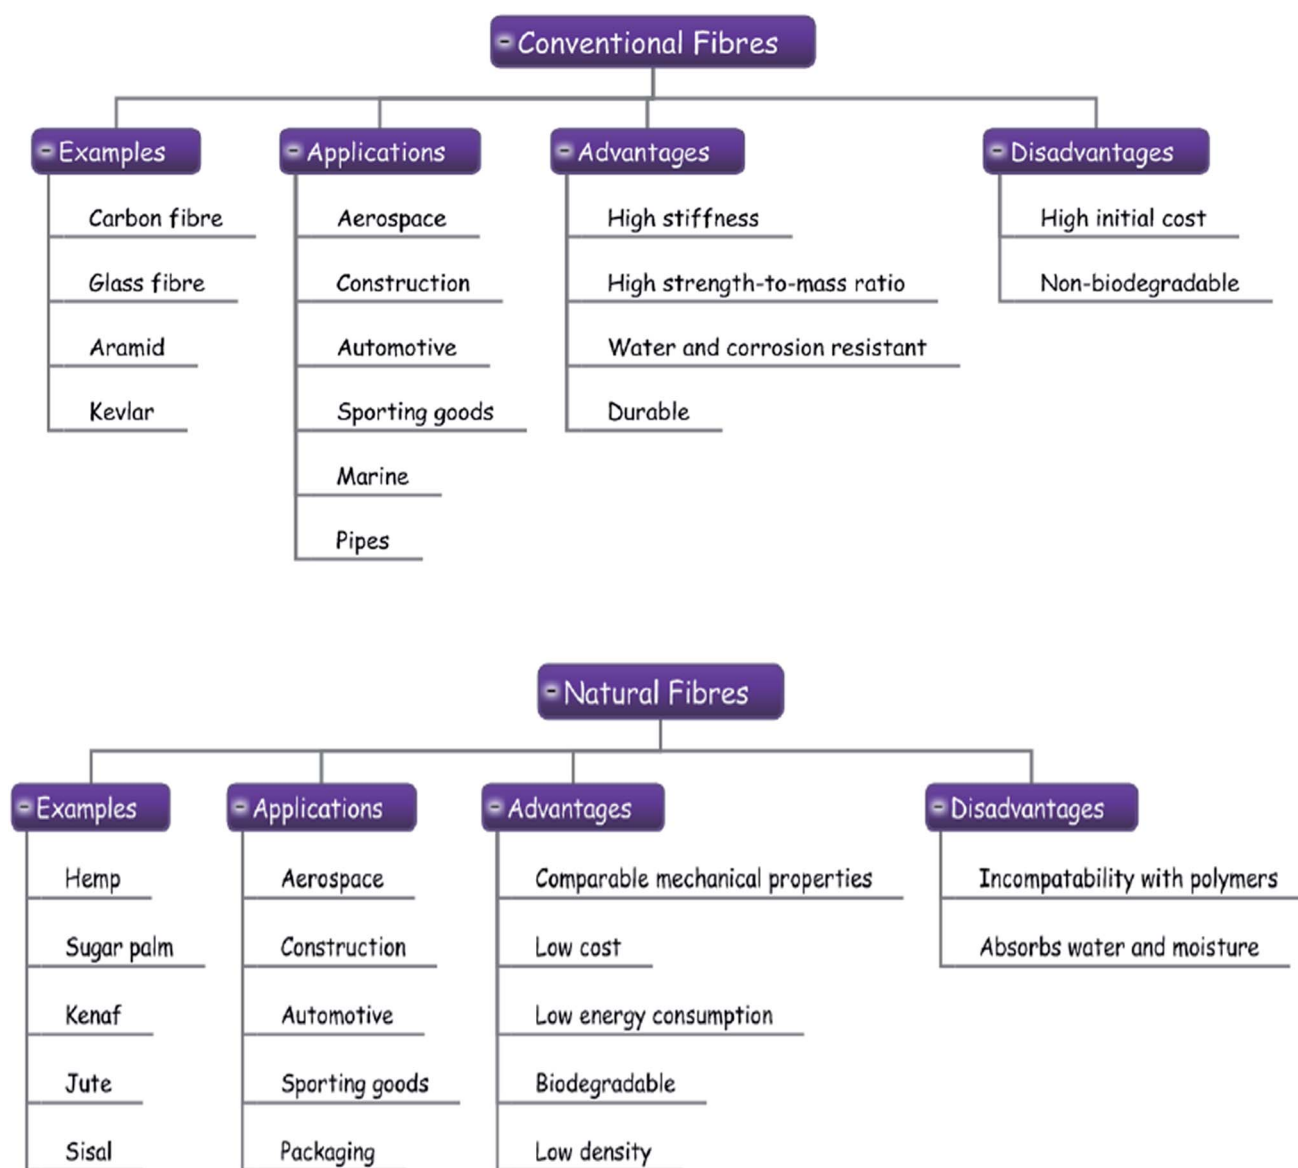 Conventional Fibres
Examples
Carbon fibre
Glass fibre
Aramid
Kevlar
Applications
Aerospace
Construction
Automotive
Sporting goods
Marine
Pipes
Advantages
High stiffness
High strength-to-mass ratio
Water and corrosion resistant
Durable
Disadvantages
High initial cost
Non-biodegradable
Natural Fibres
Examples
Hemp
Sugar palm
Kenaf
Jute
Sisal
Applications
Aerospace
Construction
Automotive
Sporting goods
Packaging
Advantages
Comparable mechanical properties
Low cost
Low energy consumption
Biodegradable
Low density
Disadvantages
Incompatability with polymers
Absorbs water and moisture